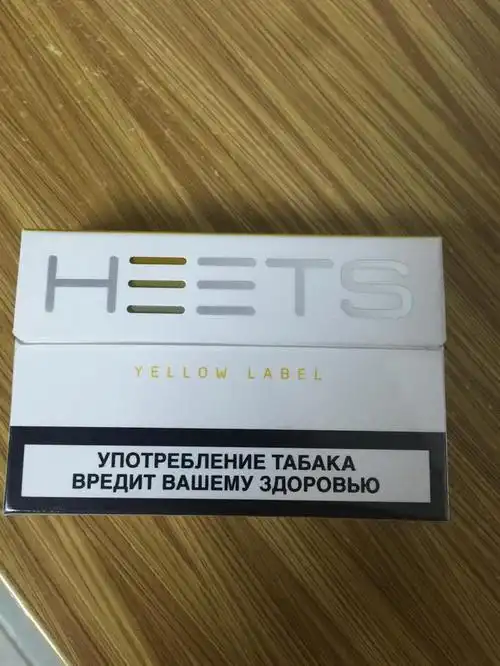 HEETS
YELLOW LABEL
УПОТРЕБЛЕНИЕ ТАБАКА
ВРЕДИТ ВАШЕМУ ЗДОРОВЬЮ